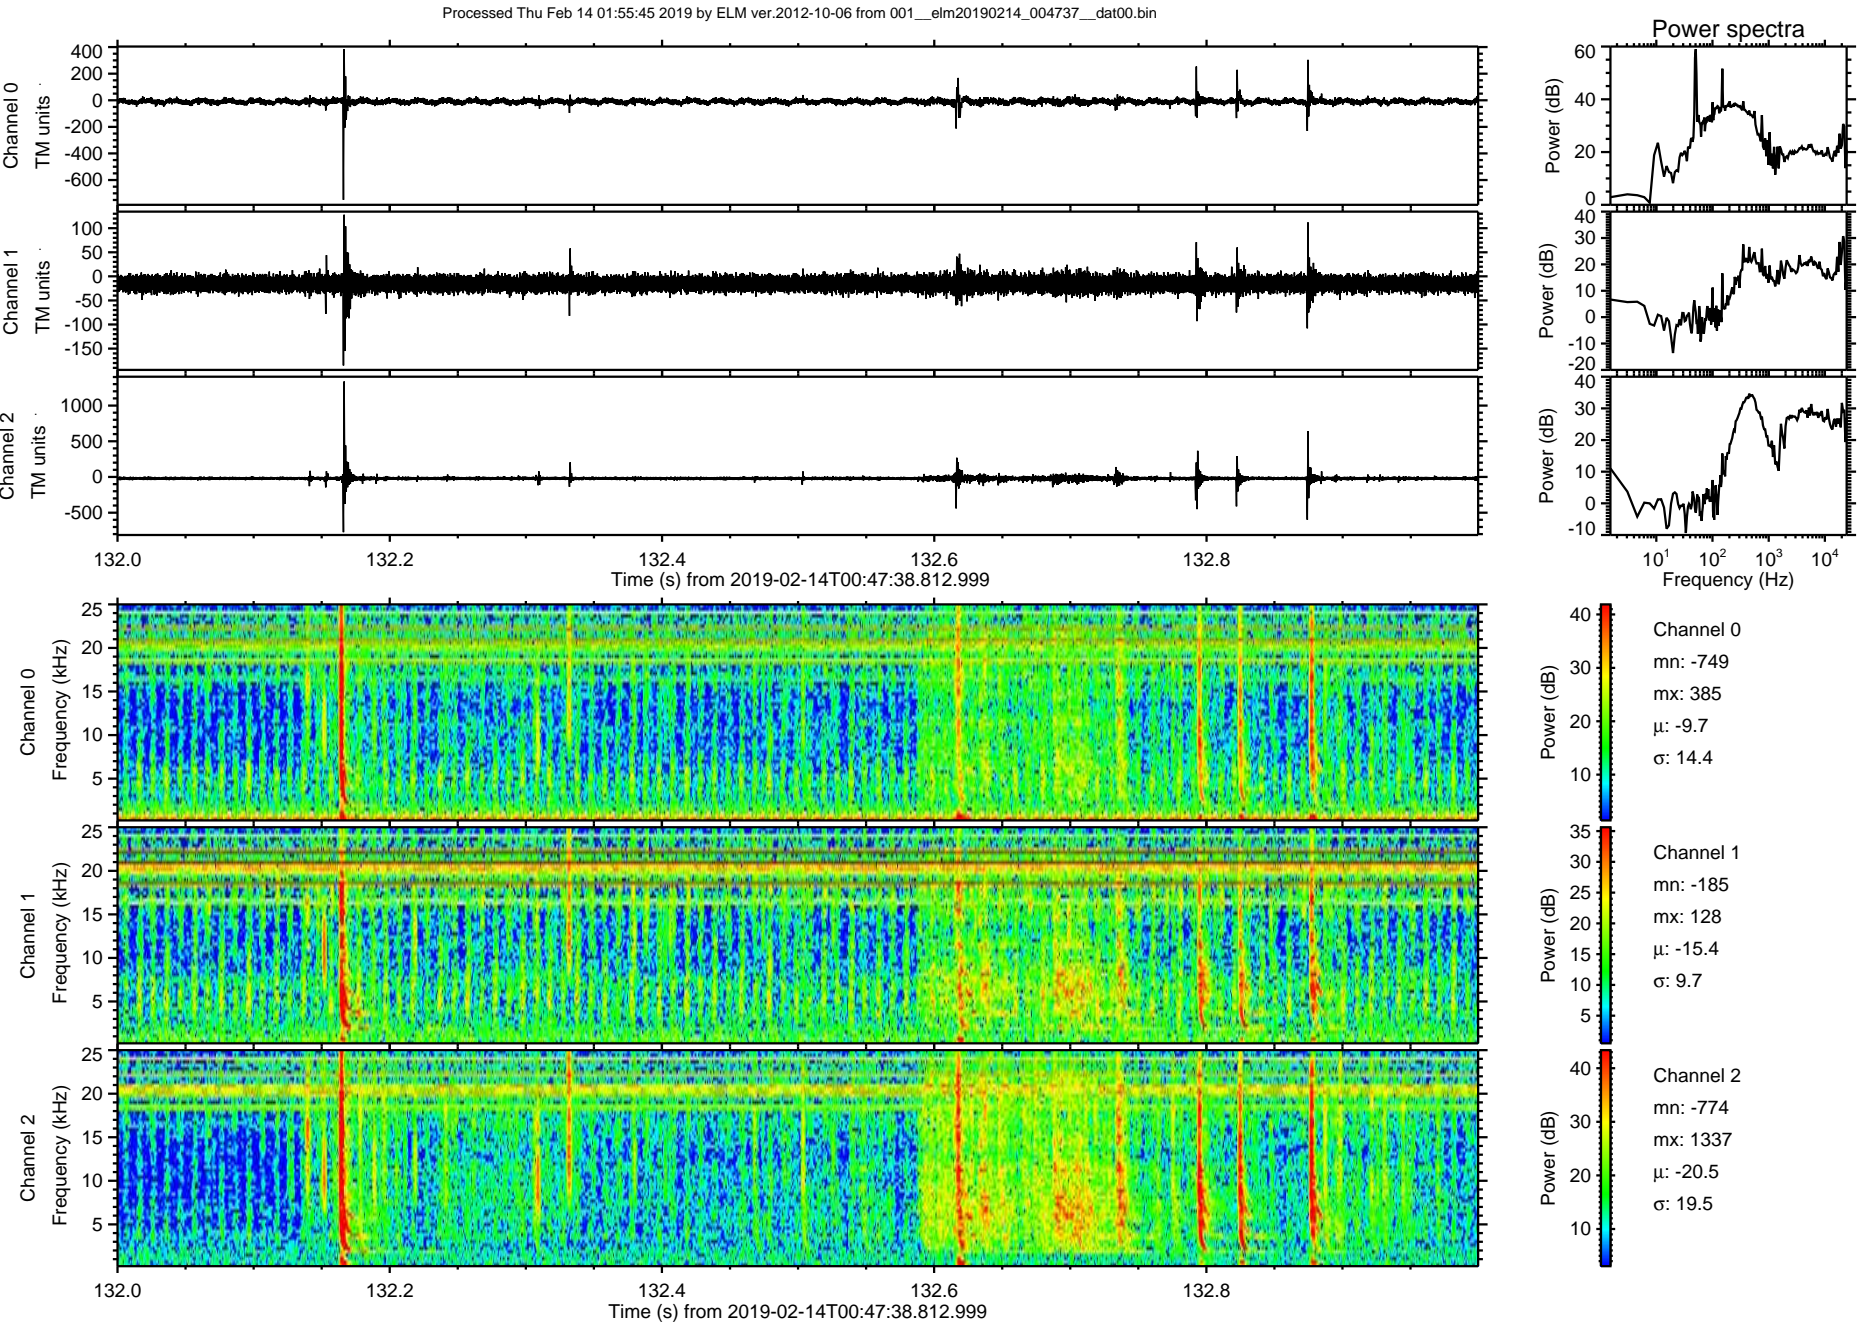 Processed Thu Feb 14 01:55:45 2019 by ELM ver.2012-10-06 from 001__elm20190214_004737__dat00.bin
Power spectra
Channel 0
TM units
400
200
0
-200
-400
-600
Power (dB)
60
40
20
0
Channel 1
TM units
100
50
0
-50
-100
-150
Power (dB)
40
30
20
10
0
-10
-20
Channel 2
TM units
1000
500
0
-500
Power (dB)
40
30
20
10
0
-10
132.0 132.2 132.4 132.6 132.8
Time (s) from 2019-02-14T00:47:38.812.999
10^1 10^2 10^3 10^4
Frequency (Hz)
Channel 0
Frequency (kHz)
25
20
15
10
5
Power (dB)
40
30
20
10
Channel 0
mn: -749
mx: 385
μ: -9.7
σ: 14.4
Channel 1
Frequency (kHz)
25
20
15
10
5
Power (dB)
35
30
25
20
15
10
5
Channel 1
mn: -185
mx: 128
μ: -15.4
σ: 9.7
Channel 2
Frequency (kHz)
25
20
15
10
5
Power (dB)
40
30
20
10
Channel 2
mn: -774
mx: 1337
μ: -20.5
σ: 19.5
132.0 132.2 132.4 132.6 132.8
Time (s) from 2019-02-14T00:47:38.812.999